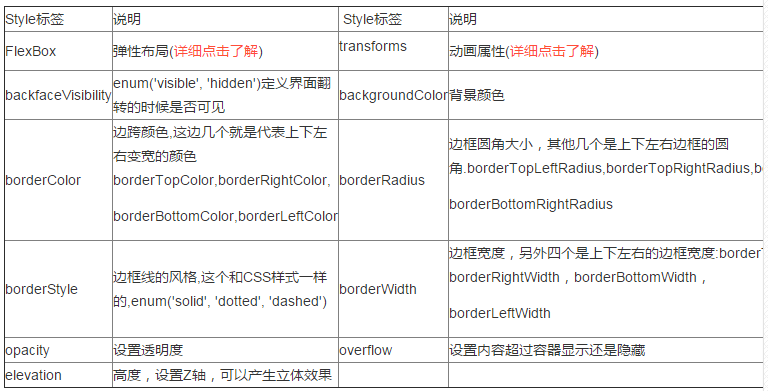 Style标签 说明 Style标签 说明
FlexBox 弹性布局(详细点击了解) transforms 动画属性(详细点击了解)
backfaceVisibility enum('visible', 'hidden')定义界面翻
转的时候是否可见 backgroundColor 背景颜色
borderColor 边跨颜色,这边几个就是代表上下左
右变宽的颜色
borderTopColor,borderRightColor,
borderBottomColor,borderLeftColor
borderRadius 边框圆角大小，其他几个是上下左右边框的圆
角.borderTopLeftRadius,borderTopRightRadius,
borderBottomRightRadius
borderStyle 边框线的风格,这个和CSS样式一样
的,enum('solid', 'dotted', 'dashed')
borderWidth 边框宽度，另外四个是上下左右的边框宽度:
borderRightWidth，borderBottomWidth，
borderLeftWidth
opacity 设置透明度 overflow 设置内容超过容器显示还是隐藏
elevation 高度，设置Z轴，可以产生立体效果